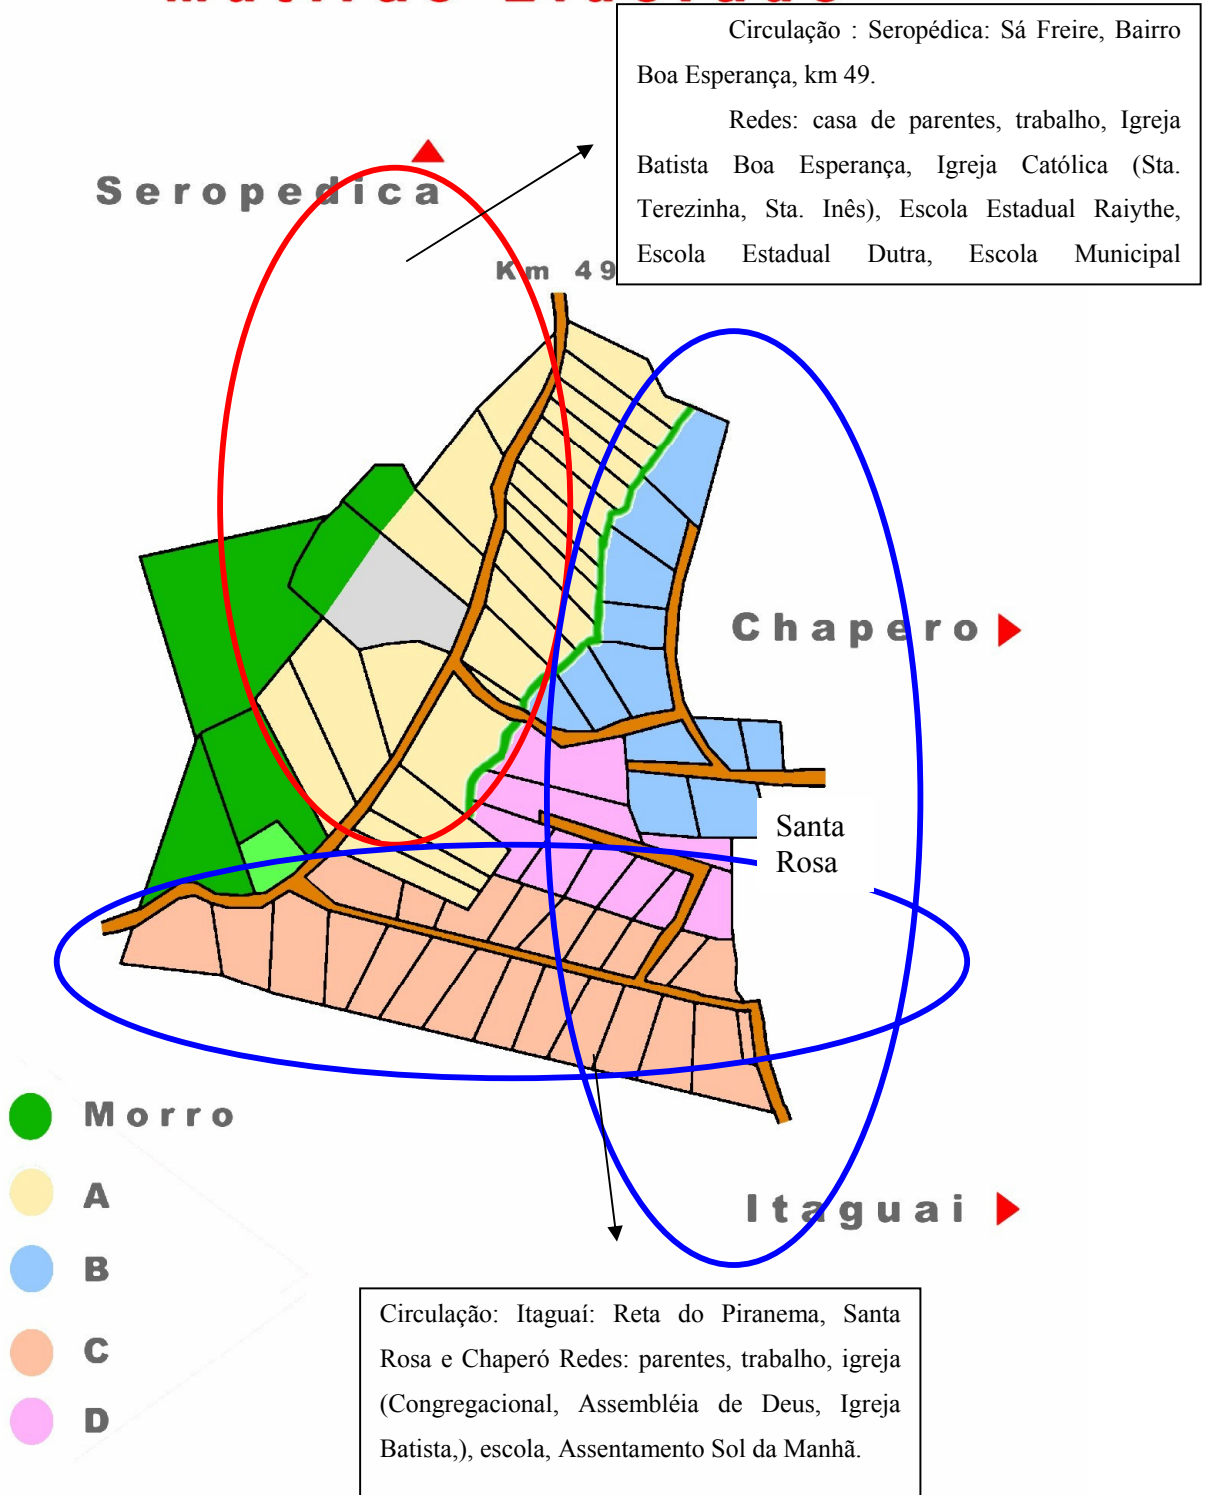 Circulação : Seropédica: Sá Freire, Bairro
Boa Esperança, km 49.
Redes: casa de parentes, trabalho, Igreja
Batista Boa Esperança, Igreja Católica (Sta.
Terezinha, Sta. Inês), Escola Estadual Raiythe,
Escola Estadual Dutra, Escola Municipal
Seropedica
Km 49
Chapero
Santa
Rosa
Itaguai
Morro
A
B
C
D
Circulação: Itaguaí: Reta do Piranema, Santa
Rosa e Chaperó Redes: parentes, trabalho, igreja
(Congregacional, Assembléia de Deus, Igreja
Batista,), escola, Assentamento Sol da Manhã.